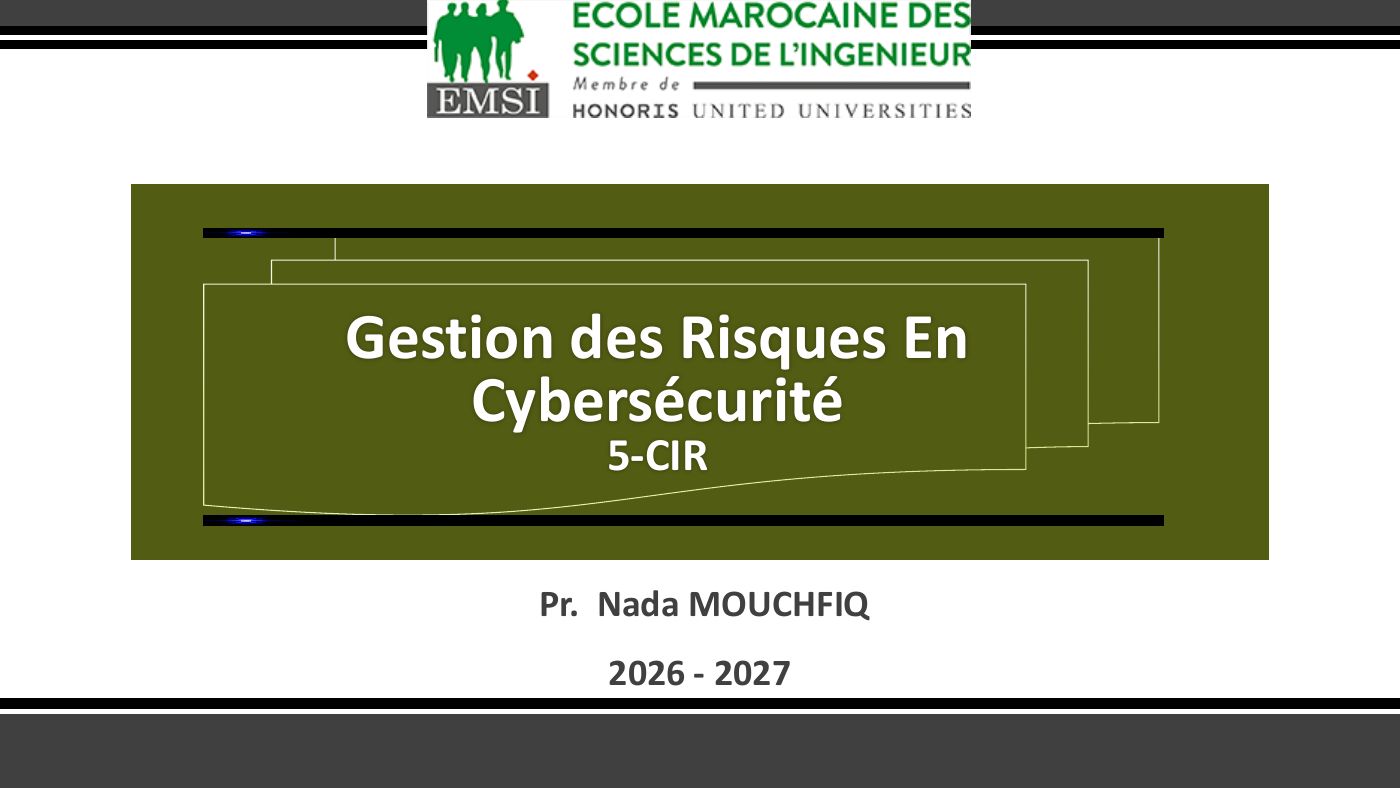 ECOLE MAROCAINE DES
SCIENCES DE L'INGENIEUR
Membre de
EMSI
HONORIS UNITED UNIVERSITIES
Gestion des Risques En
Cybersécurité
5-CIR
Pr. Nada MOUCHFIQ
2026 - 2027